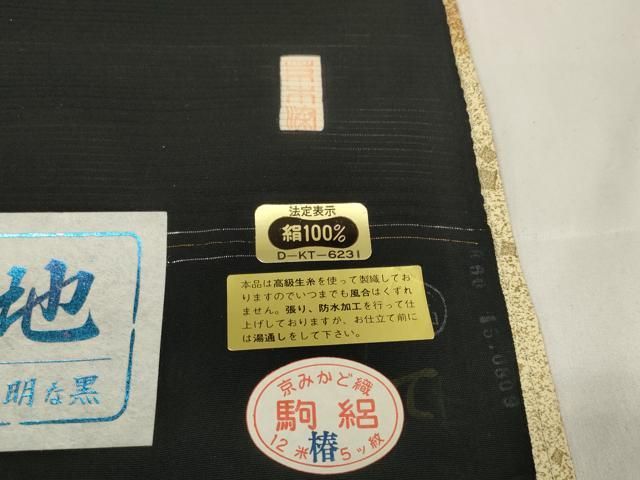 法定表示
絹100%
D-KT-6231
本品は高級生糸を使って製織してお
りますのでいつまでも風合はくずれ
ません。張り、防水加工を行って仕
上げしておりますが、お仕立て前に
は湯通しをして下さい。
地
明な黒
京みかど織
駒絽
12米 椿 5ッ紋